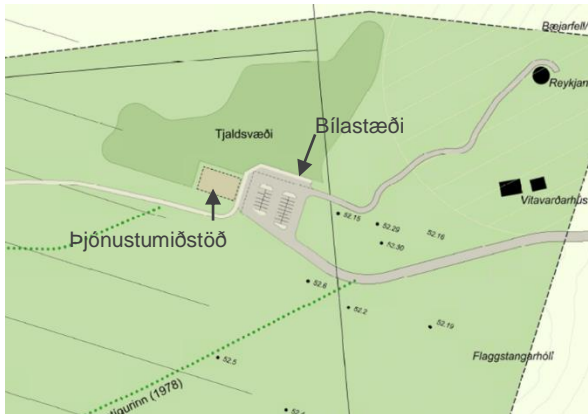 Bæjarfell/
Reykjan
Tjaldsvæði
Bílastæði
Vitavarðarhús
Þjónustumiðstöð
52.15
52.29
52.16
52.30
52.6
52.2
52.19
52.5
Flaggstangarhóll
tígurinn (1978)